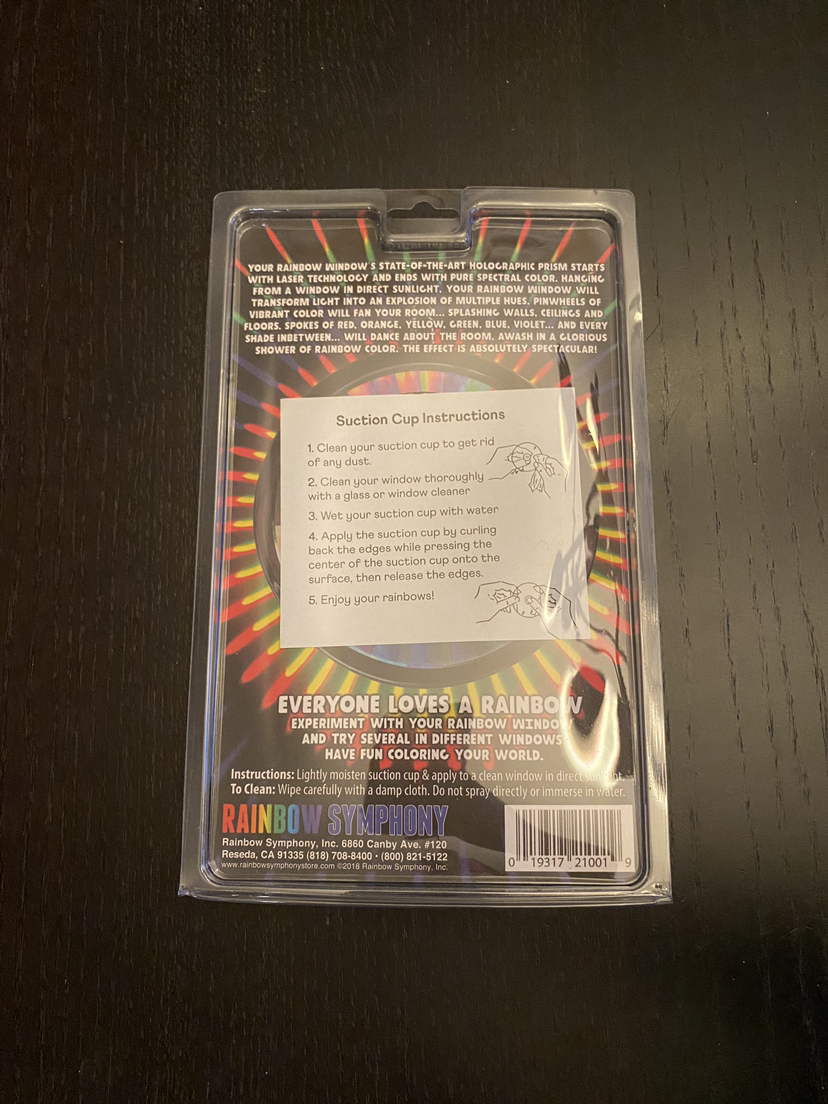 YOUR RAINBOW WINDOW'S STATE-OF-THE-ART HOLOGRAPHIC PRISM STARTS
WITH LASER TECHNOLOGY AND ENDS WITH PURE SPECTRAL COLOR. HANGING
FROM A WINDOW IN DIRECT SUNLIGHT, YOUR RAINBOW WINDOW WILL
TRANSFORM LIGHT INTO AN EXPLOSION OF MULTIPLE HUES. PINWHEELS OF
VIBRANT COLOR WILL FAN YOUR ROOM... SPLASHING WALLS, CEILINGS AND
FLOORS. SPOKES OF RED, ORANGE, YELLOW, GREEN, BLUE, VIOLET... AND EVERY
SHADE INBETWEEN... WILL DANCE ABOUT THE ROOM, AWASH IN A GLORIOUS
SHOWER OF RAINBOW COLOR. THE EFFECT IS ABSOLUTELY SPECTACULAR!
Suction Cup Instructions
1. Clean your suction cup to get rid
of any dust.
2. Clean your window thoroughly
with a glass or window cleaner
3. Wet your suction cup with water
4. Apply the suction cup by curling
back the edges while pressing the
center of the suction cup onto the
surface, then release the edges.
5. Enjoy your rainbows!
EVERYONE LOVES A RAINBOW
EXPERIMENT WITH YOUR RAINBOW WINDOW
AND TRY SEVERAL IN DIFFERENT WINDOWS
HAVE FUN COLORING YOUR WORLD.
Instructions: Lightly moisten suction cup & apply to a clean window in direct sunlight.
To Clean: Wipe carefully with a damp cloth. Do not spray directly or immerse in water.
RAINBOW SYMPHONY
Rainbow Symphony, Inc. 6860 Canby Ave. #120
Reseda, CA 91335 (818) 708-8400 • (800) 821-5122
www.rainbowsymphonystore.com ©2018 Rainbow Symphony, Inc.
0 19317 21001 9